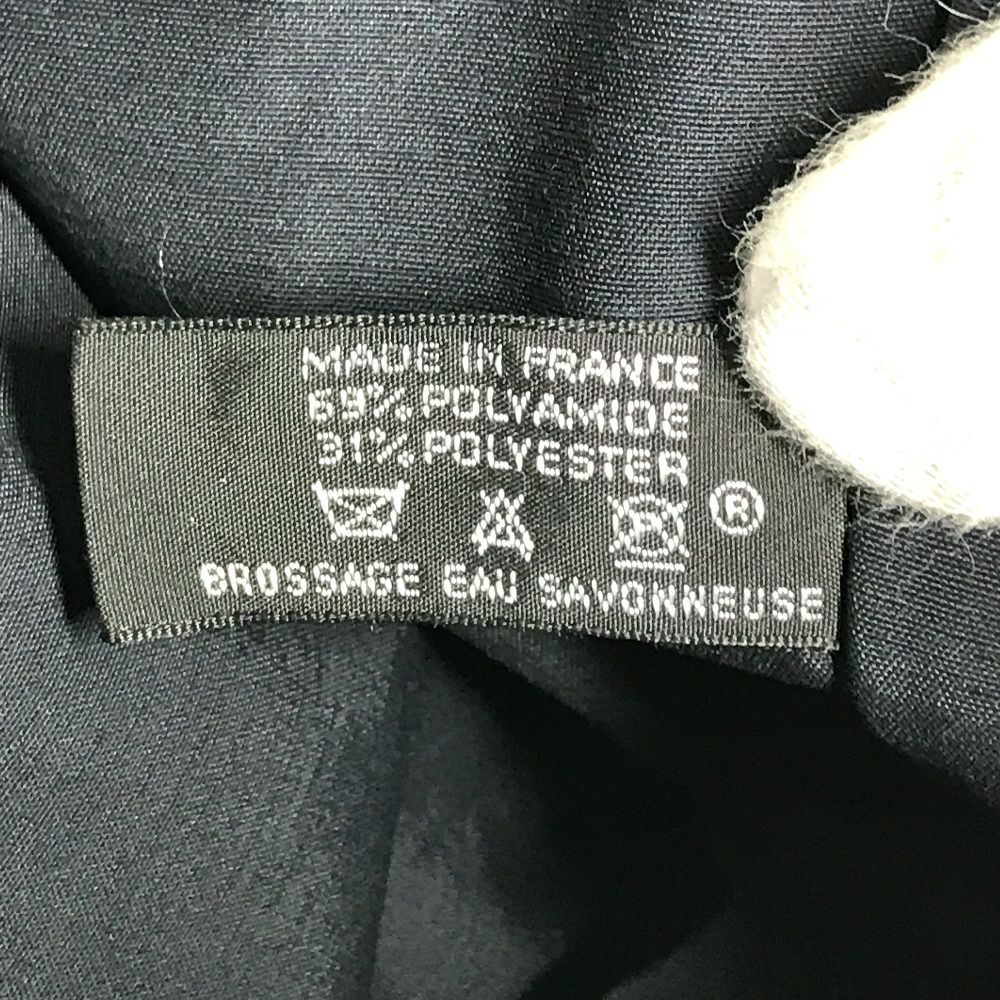 MADE IN FRANCE
69% POLYAMIDE
31% POLYESTER
®
BROSSAGE EAU SAVONNEUSE